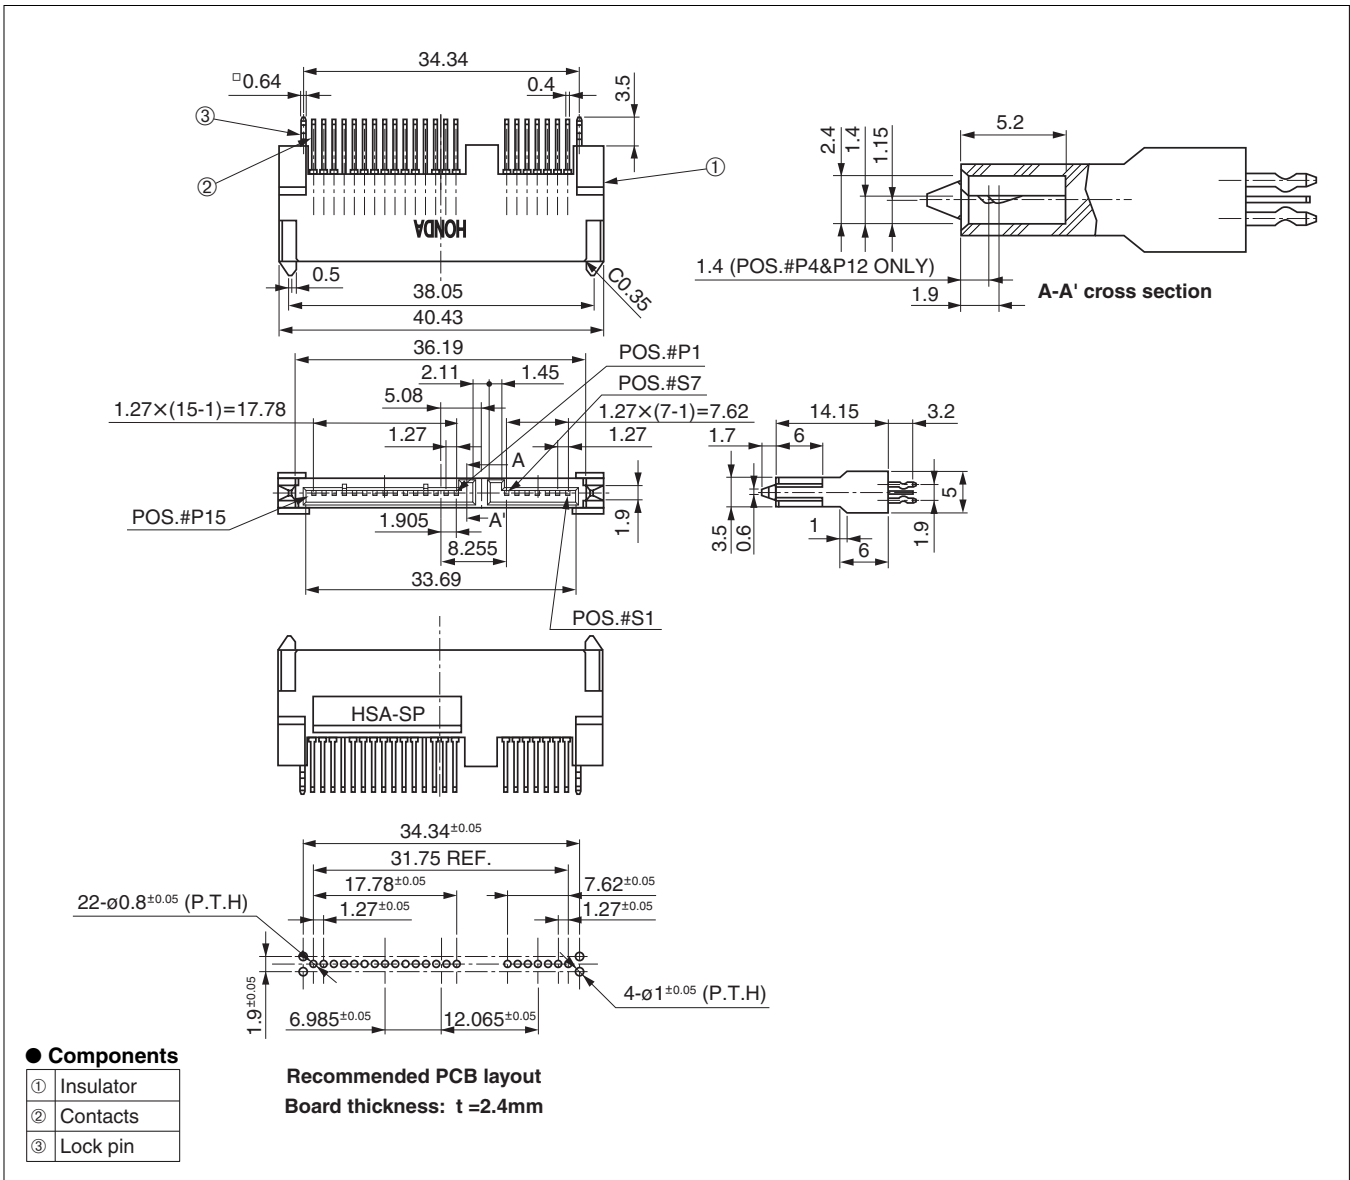 34.34
□0.64
0.4
3.5
③
②
①
HONDA
0.5
38.05
40.43
C0.35
5.2
2.4
1.4
1.15
1.4 (POS.#P4&P12 ONLY)
1.9
A-A' cross section
36.19
POS.#P1
2.11
1.45
POS.#S7
5.08
1.27×(15-1)=17.78
1.27×(7-1)=7.62
1.27
1.27
A
POS.#P15
A'
1.905
1.9
8.255
33.69
POS.#S1
14.15
3.2
1.7
6
3.5
0.6
1
6
1.9
5
HSA-SP
34.34±0.05
31.75 REF.
17.78±0.05
7.62±0.05
22-ø0.8±0.05 (P.T.H)
1.27±0.05
1.27±0.05
1.9±0.05
4-ø1±0.05 (P.T.H)
6.985±0.05
12.065±0.05
● Components
① Insulator
② Contacts
③ Lock pin
Recommended PCB layout
Board thickness: t =2.4mm